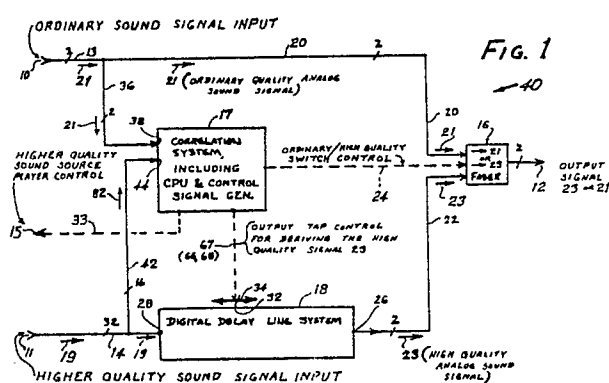 ORDINARY SOUND SIGNAL INPUT
FIG. 1
40
10
2
13
21
20
2
21 (ORDINARY QUALITY ANALOG
SOUND
SIGNAL)
36
21
2
38
17
20
CORRELATION
SYSTEM,
INCLUDING
CPU & CONTROL
SIGNAL GEN.
44
ORDINARY/HIGH QUALITY
SWITCH CONTROL
24
21
16
21
OR
23
FADER
2
12
OUTPUT
SIGNAL
23 OR 21
23
22
HIGHER QUALITY
SOUND SOURCE
PLAYER CONTROL
15
33
82
42
16
67
(66, 68)
OUTPUT TAP CONTROL
FOR DERIVING THE HIGH
QUALITY SIGNAL 23
34
32
18
28
26
DIGITAL DELAY LINE SYSTEM
11
19
32
14
19
2
23 (HIGH QUALITY
ANALOG SOUND
SIGNAL)
HIGHER QUALITY SOUND SIGNAL INPUT